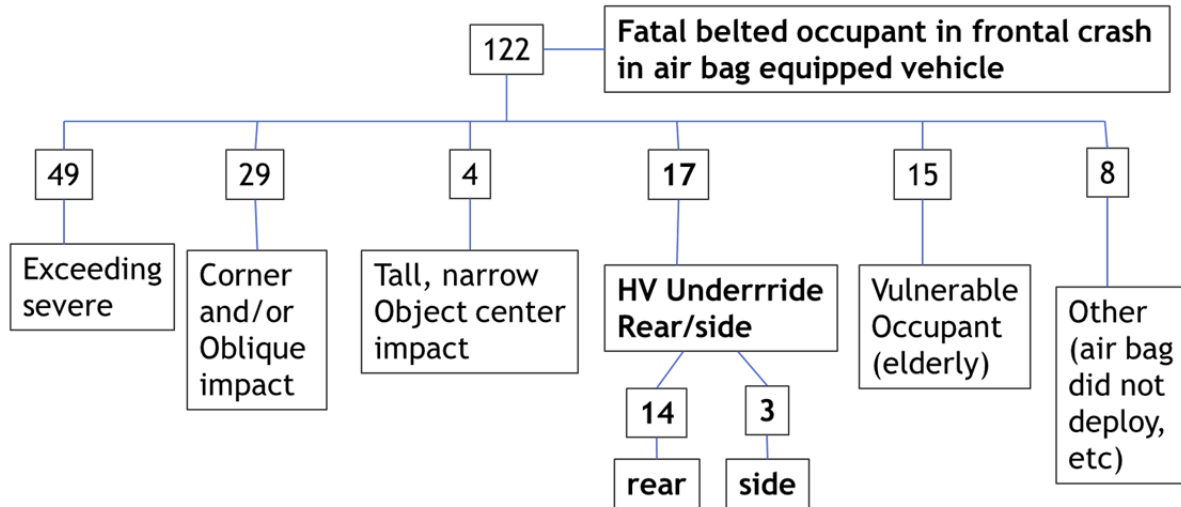 122
Fatal belted occupant in frontal crash
in air bag equipped vehicle
49
29
4
17
15
8
Exceeding
severe
Corner
and/or
Oblique
impact
Tall, narrow
Object center
impact
HV Underrride
Rear/side
Vulnerable
Occupant
(elderly)
Other
(air bag
did not
deploy,
etc)
14
3
rear
side